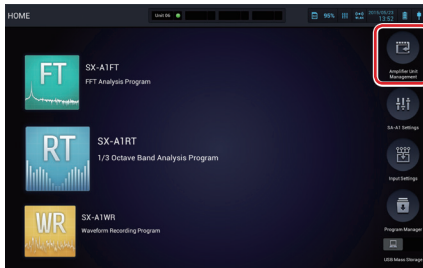 HOME
Unit 06
95%
2019/05/23
13:52
FT
SX-A1FT
FFT Analysis Program
RT
SX-A1RT
1/3 Octave Band Analysis Program
WR
SX-A1WR
Waveform Recording Program
Amplifier Unit
Management
SA-A1 Settings
Input Settings
Program Manager
USB Mass Storage